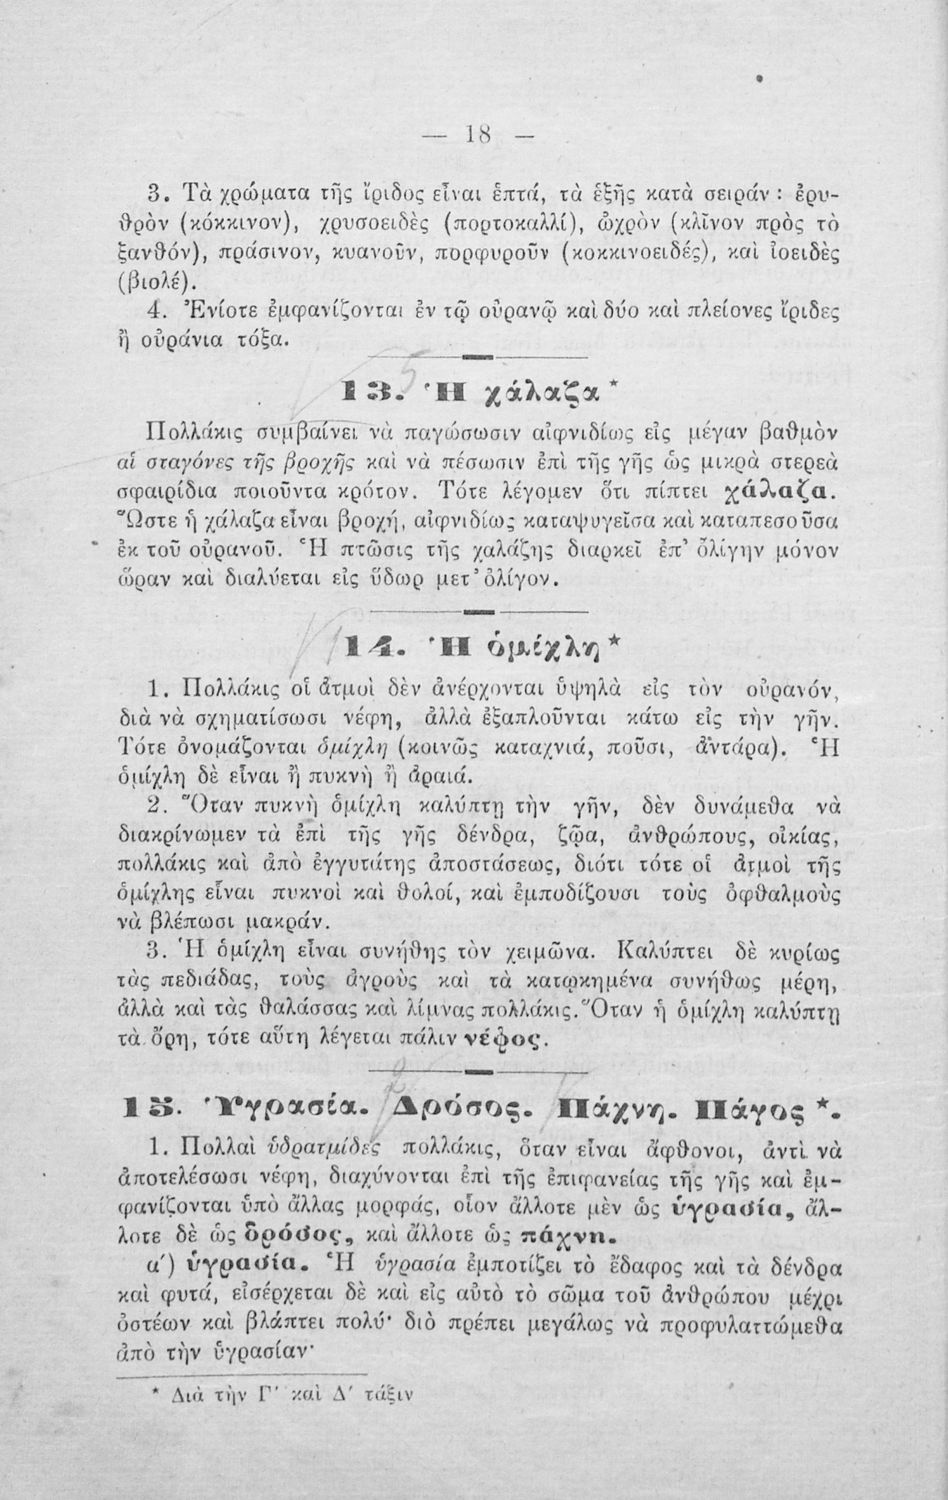 — 18 —
3. Τὰ χρώματα τῆς ἴριδος εἶναι ἑπτά, τὰ ἑξῆς κατὰ σειράν : ἐρυ-
θρὸν (κόκκινον), χρυσοειδὲς (πορτοκαλλί), ὠχρὸν (κλῖνον πρὸς τὸ
ξανθόν), πράσινον, κυανοῦν, πορφυροῦν (κοκκινοειδές), καὶ ἰοειδὲς
(βιολέ).
4. Ἐνίοτε ἐμφανίζονται ἐν τῷ οὐρανῷ καὶ δύο καὶ πλείονες ἴριδες
ἢ οὐράνια τόξα.
13. Ἡ χάλαζα *
Πολλάκις συμβαίνει νὰ παγώσωσιν αἰφνιδίως εἰς μέγαν βαθμὸν
αἱ σταγόνες τῆς βροχῆς καὶ νὰ πέσωσιν ἐπὶ τῆς γῆς ὡς μικρὰ στερεὰ
σφαιρίδια ποιοῦντα κρότον. Τότε λέγομεν ὅτι πίπτει χάλαζα.
Ὥστε ἡ χάλαζα εἶναι βροχή, αἰφνιδίως καταψυγεῖσα καὶ καταπεσοῦσα
ἐκ τοῦ οὐρανοῦ. Ἡ πτῶσις τῆς χαλάζης διαρκεῖ ἐπ' ὀλίγην μόνον
ὥραν καὶ διαλύεται εἰς ὕδωρ μετ' ὀλίγον.
14. Ἡ ὁμίχλη *
1. Πολλάκις οἱ ἀτμοὶ δὲν ἀνέρχονται ὑψηλὰ εἰς τὸν οὐρανόν,
διὰ νὰ σχηματίσωσι νέφη, ἀλλὰ ἐξαπλοῦνται κάτω εἰς τὴν γῆν.
Τότε ὀνομάζονται ὁμίχλη (κοινῶς καταχνιά, ποῦσι, ἀντάρα). Ἡ
ὁμίχλη δὲ εἶναι ἢ πυκνὴ ἢ ἀραιά.
2. Ὅταν πυκνὴ ὁμίχλη καλύπτῃ τὴν γῆν, δὲν δυνάμεθα νὰ
διακρίνωμεν τὰ ἐπὶ τῆς γῆς δένδρα, ζῷα, ἀνθρώπους, οἰκίας,
πολλάκις καὶ ἀπὸ ἐγγυτάτης ἀποστάσεως, διότι τότε οἱ ἀτμοὶ τῆς
ὁμίχλης εἶναι πυκνοὶ καὶ θολοί, καὶ ἐμποδίζουσι τοὺς ὀφθαλμοὺς
νὰ βλέπωσι μακράν.
3. Ἡ ὁμίχλη εἶναι συνήθης τὸν χειμῶνα. Καλύπτει δὲ κυρίως
τὰς πεδιάδας, τοὺς ἀγροὺς καὶ τὰ κατῳκημένα συνήθως μέρη,
ἀλλὰ καὶ τὰς θαλάσσας καὶ λίμνας πολλάκις. Ὅταν ἡ ὁμίχλη καλύπτῃ
τὰ ὄρη, τότε αὕτη λέγεται πάλιν νέφος.
15. Ὑγρασία. Δρόσος. Πάχνη. Πάγος *.
1. Πολλαὶ ὑδρατμίδες πολλάκις, ὅταν εἶναι ἄφθονοι, ἀντὶ νὰ
ἀποτελέσωσι νέφη, διαχύνονται ἐπὶ τῆς ἐπιφανείας τῆς γῆς καὶ ἐμ-
φανίζονται ὑπὸ ἄλλας μορφάς, οἷον ἄλλοτε μὲν ὡς ὑγρασία, ἄλ-
λοτε δὲ ὡς δρόσος, καὶ ἄλλοτε ὡς πάχνη.
α΄) ὑγρασία. Ἡ ὑγρασία ἐμποτίζει τὸ ἔδαφος καὶ τὰ δένδρα
καὶ φυτά, εἰσέρχεται δὲ καὶ εἰς αὐτὸ τὸ σῶμα τοῦ ἀνθρώπου μέχρι
ὀστέων καὶ βλάπτει πολύ· διὸ πρέπει μεγάλως νὰ προφυλαττώμεθα
ἀπὸ τὴν ὑγρασίαν·
* Διὰ τὴν Γ΄ καὶ Δ΄ τάξιν